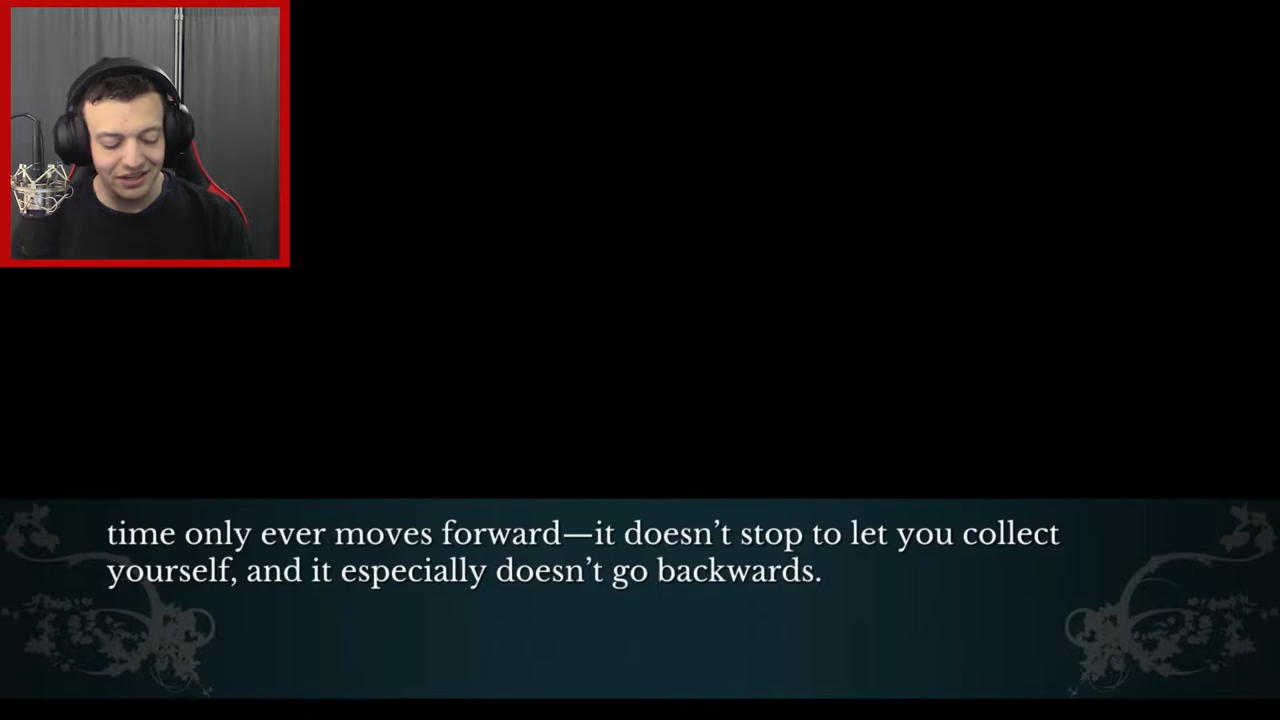 time only ever moves forward—it doesn’t stop to let you collect
yourself, and it especially doesn’t go backwards.